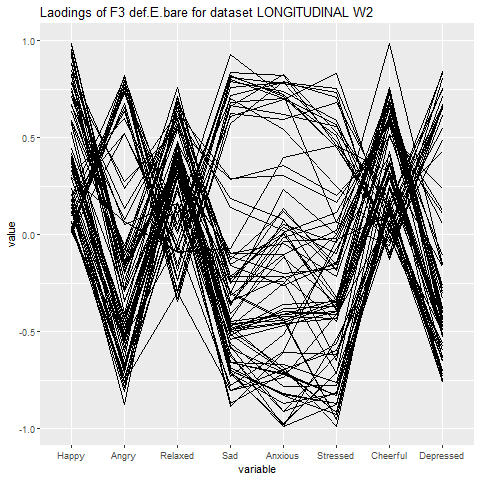 Laodings of F3 def.E.bare for dataset LONGITUDINAL W2
1.0
0.5
0.0
-0.5
-1.0
value
Happy Angry Relaxed Sad Anxious Stressed Cheerful Depressed
variable